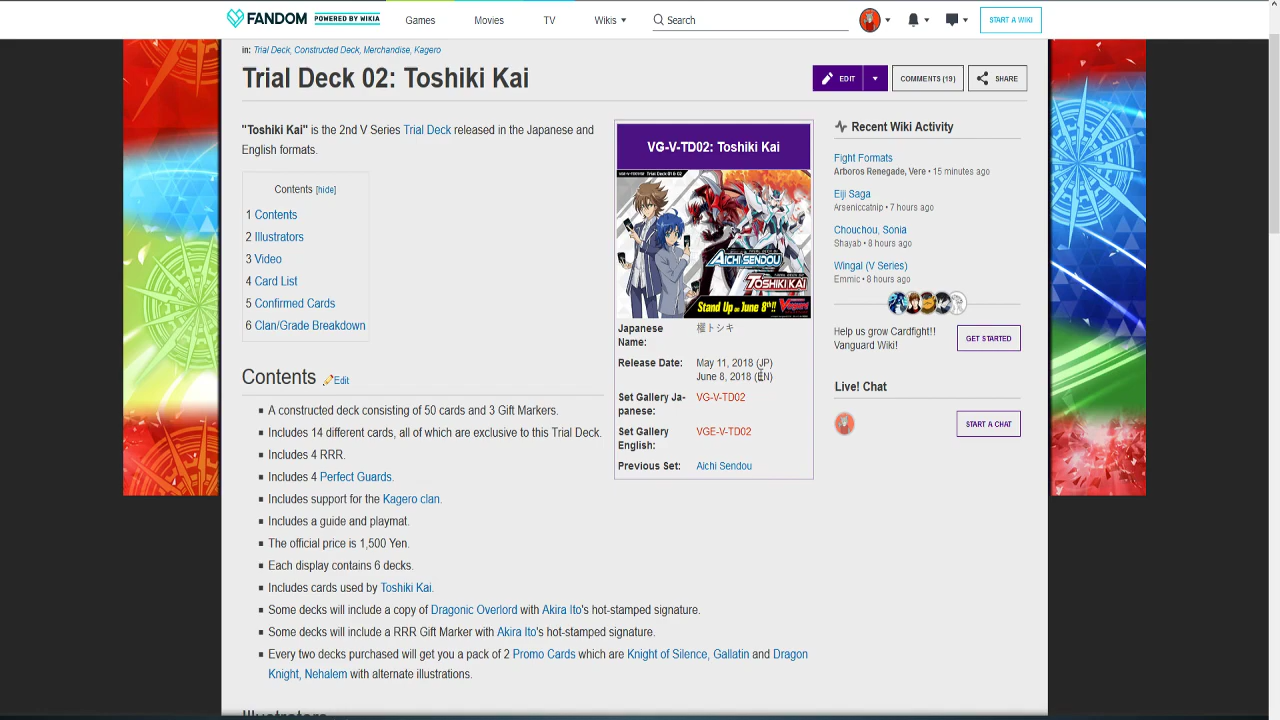 FANDOM POWERED BY WIKIA Games Movies TV Wikis Search START A WIKI
in: Trial Deck, Constructed Deck, Merchandise, Kagero
Trial Deck 02: Toshiki Kai
EDIT COMMENTS (19) SHARE
"Toshiki Kai" is the 2nd V Series Trial Deck released in the Japanese and
English formats.
Contents [hide]
1 Contents
2 Illustrators
3 Video
4 Card List
5 Confirmed Cards
6 Clan/Grade Breakdown
Contents Edit
A constructed deck consisting of 50 cards and 3 Gift Markers.
Includes 14 different cards, all of which are exclusive to this Trial Deck.
Includes 4 RRR.
Includes 4 Perfect Guards.
Includes support for the Kagero clan.
Includes a guide and playmat.
The official price is 1,500 Yen.
Each display contains 6 decks.
Includes cards used by Toshiki Kai.
Some decks will include a copy of Dragonic Overlord with Akira Ito's hot-stamped signature.
Some decks will include a RRR Gift Marker with Akira Ito's hot-stamped signature.
Every two decks purchased will get you a pack of 2 Promo Cards which are Knight of Silence, Gallatin and Dragon
Knight, Nehalem with alternate illustrations.
Illustrators
VG-V-TD02: Toshiki Kai
Trial Deck 01 & 02
AICHI SENDOU
TOSHIKI KAI
Stand Up on June 8th!! Vanguard
Japanese
Name:
櫂トシキ
Release Date: May 11, 2018 (JP)
June 8, 2018 (EN)
Set Gallery Ja-
panese:
VG-V-TD02
Set Gallery
English:
VGE-V-TD02
Previous Set: Aichi Sendou
Recent Wiki Activity
Fight Formats
Arboros Renegade, Vere • 15 minutes ago
Eiji Saga
Arseniccatnip • 7 hours ago
Chouchou, Sonia
Shayab • 8 hours ago
Wingal (V Series)
Emmic • 8 hours ago
Help us grow Cardfight!!
Vanguard Wiki!
GET STARTED
Live! Chat
START A CHAT